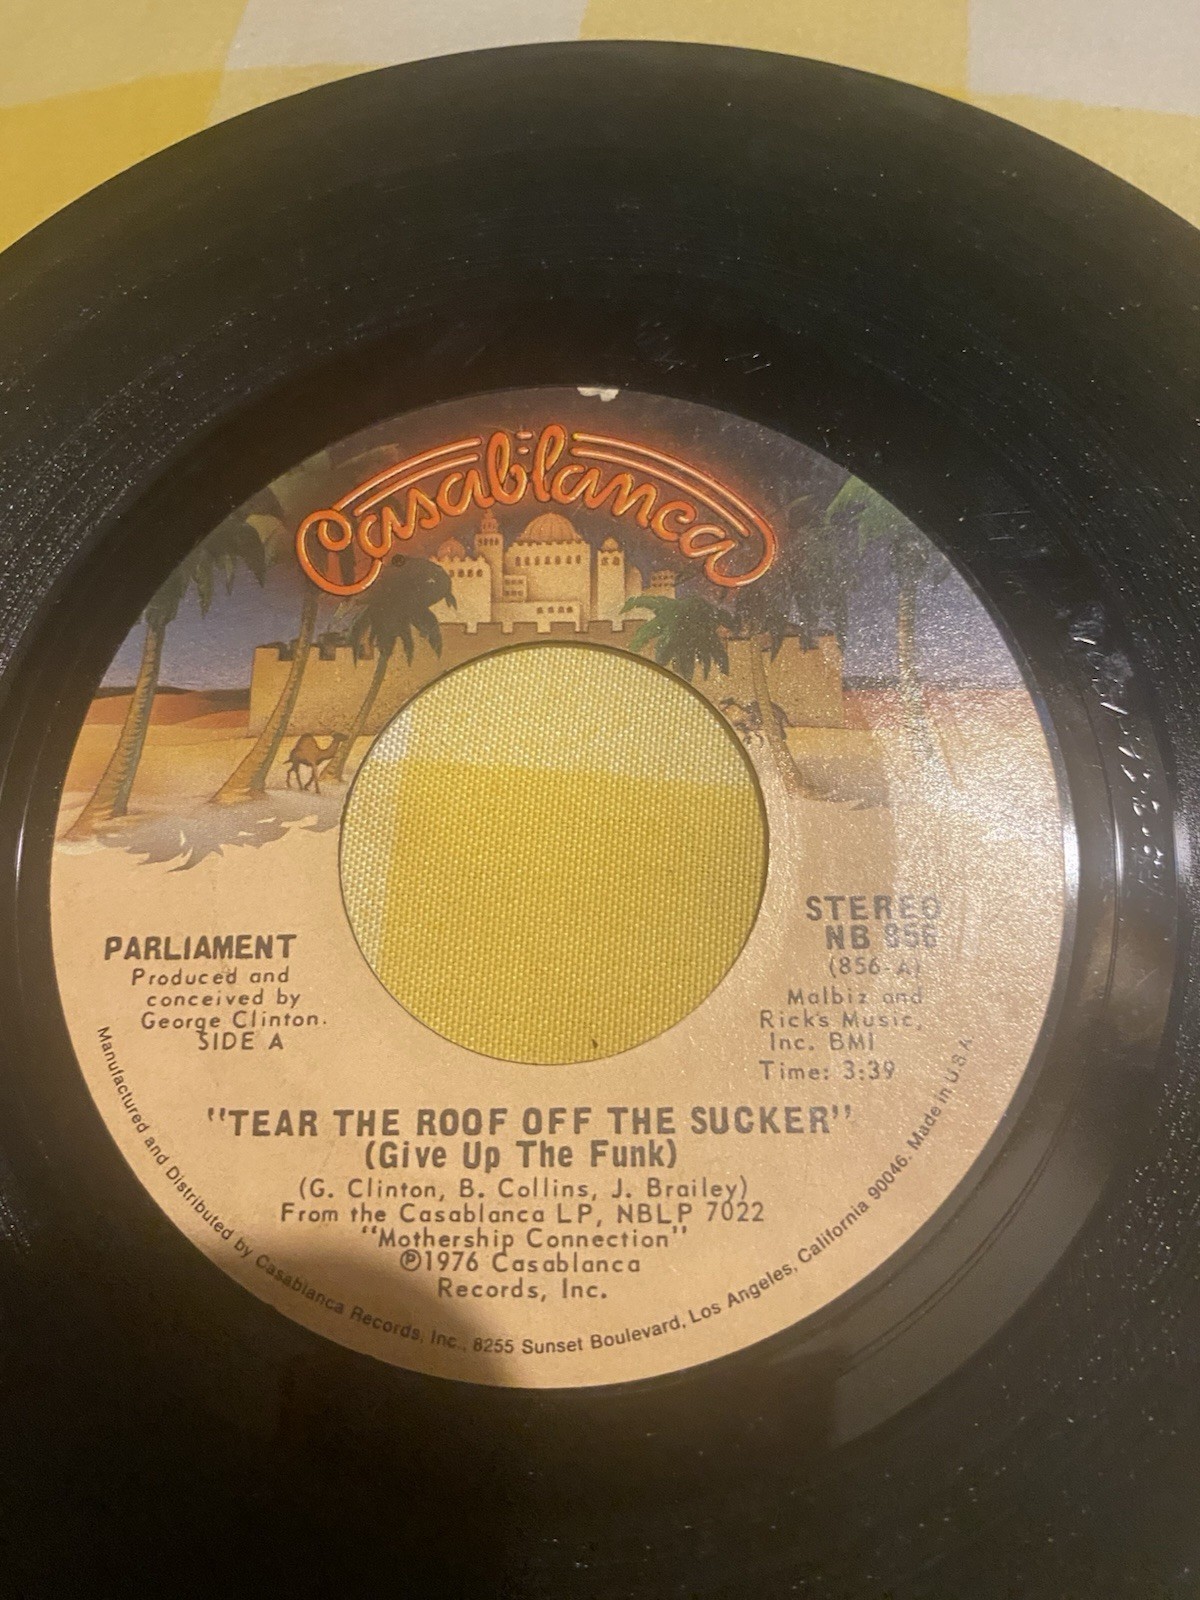 Casablanca
®
PARLIAMENT
Produced and
conceived by
George Clinton.
SIDE A
STEREO
NB 856
(856-A)
Malbiz and
Rick's Music,
Inc. BMI
Time: 3:39
"TEAR THE ROOF OFF THE SUCKER"
(Give Up The Funk)
(G. Clinton, B. Collins, J. Brailey)
From the Casablanca LP, NBLP 7022
"Mothership Connection"
℗1976 Casablanca
Records, Inc.
Manufactured and Distributed by Casablanca Records, Inc., 8255 Sunset Boulevard, Los Angeles, California 90046. Made in U.S.A.